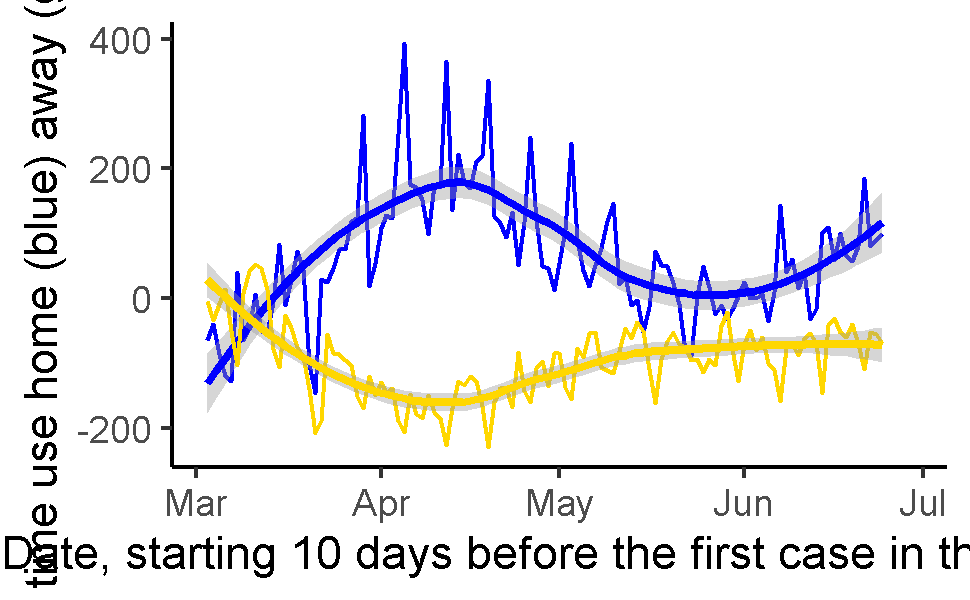 time use home (blue) away (
400
200
0
-200
Mar Apr May Jun Jul
Date, starting 10 days before the first case in th